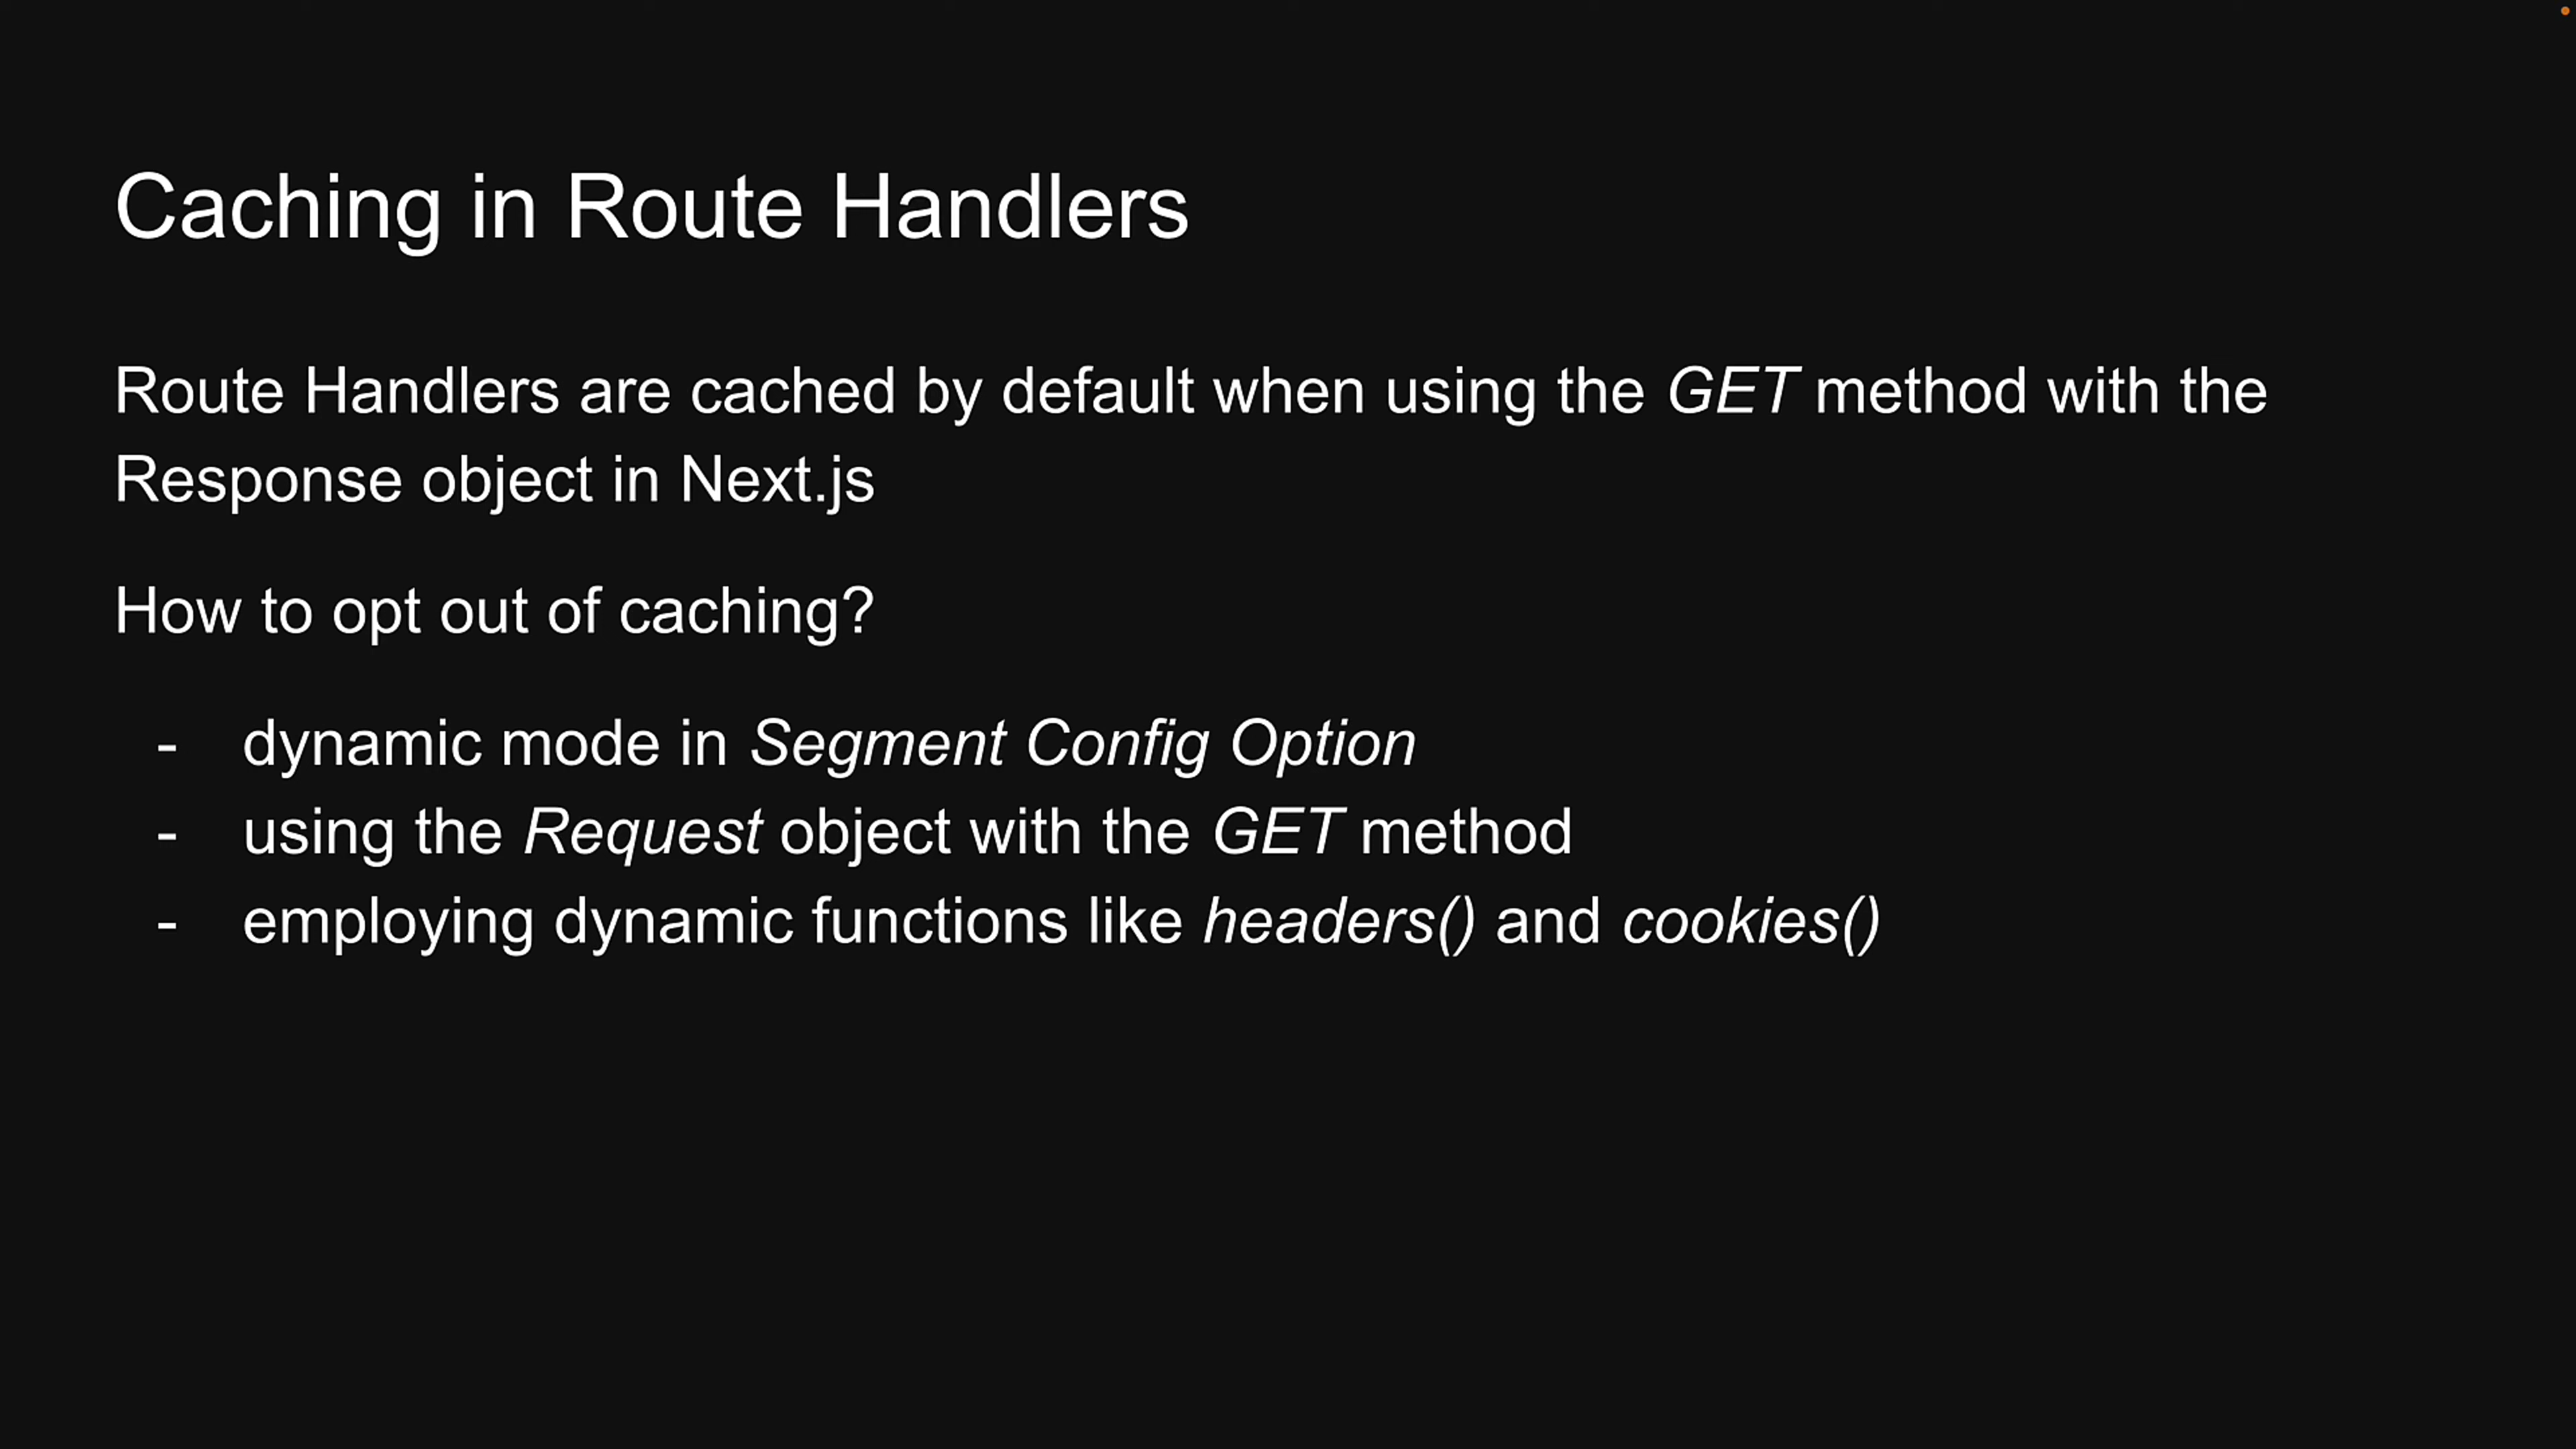 Caching in Route Handlers
Route Handlers are cached by default when using the GET method with the
Response object in Next.js
How to opt out of caching?
- dynamic mode in Segment Config Option
- using the Request object with the GET method
- employing dynamic functions like headers() and cookies()